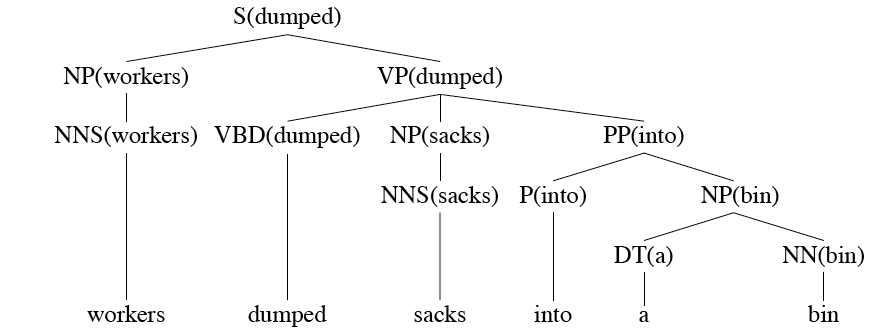 S(dumped)
NP(workers) VP(dumped)
NNS(workers) VBD(dumped) NP(sacks) PP(into)
NNS(sacks) P(into) NP(bin)
DT(a) NN(bin)
workers dumped sacks into a bin